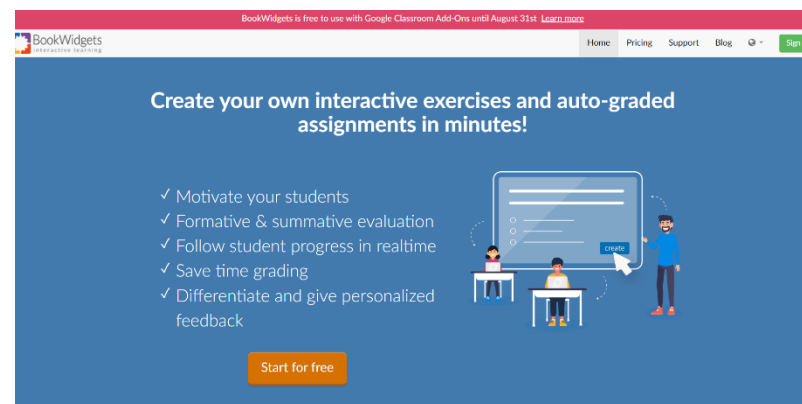 BookWidgets is free to use with Google Classroom Add-Ons until August 31st Learn more
BookWidgets
interactive learning
Home Pricing Support Blog Sign
Create your own interactive exercises and auto-graded
assignments in minutes!
✓ Motivate your students
✓ Formative & summative evaluation
✓ Follow student progress in realtime
✓ Save time grading
✓ Differentiate and give personalized
feedback
create
Start for free